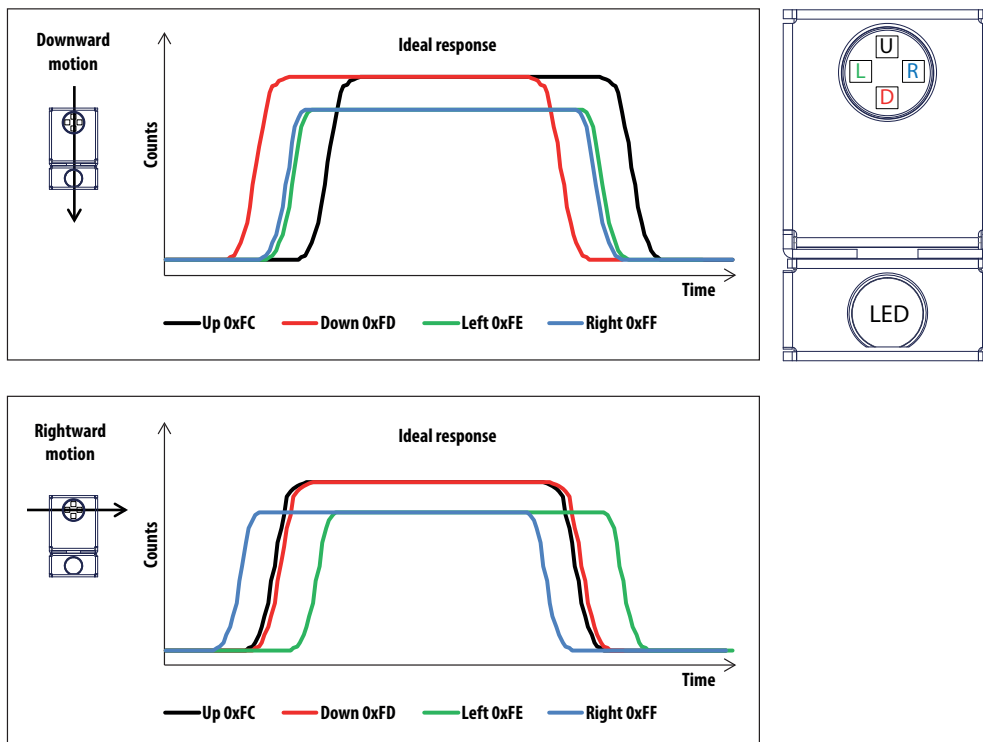 Downward
motion
Ideal response
Counts
Time
Up 0xFC Down 0xFD Left 0xFE Right 0xFF
U
L R
D
LED
Rightward
motion
Ideal response
Counts
Time
Up 0xFC Down 0xFD Left 0xFE Right 0xFF